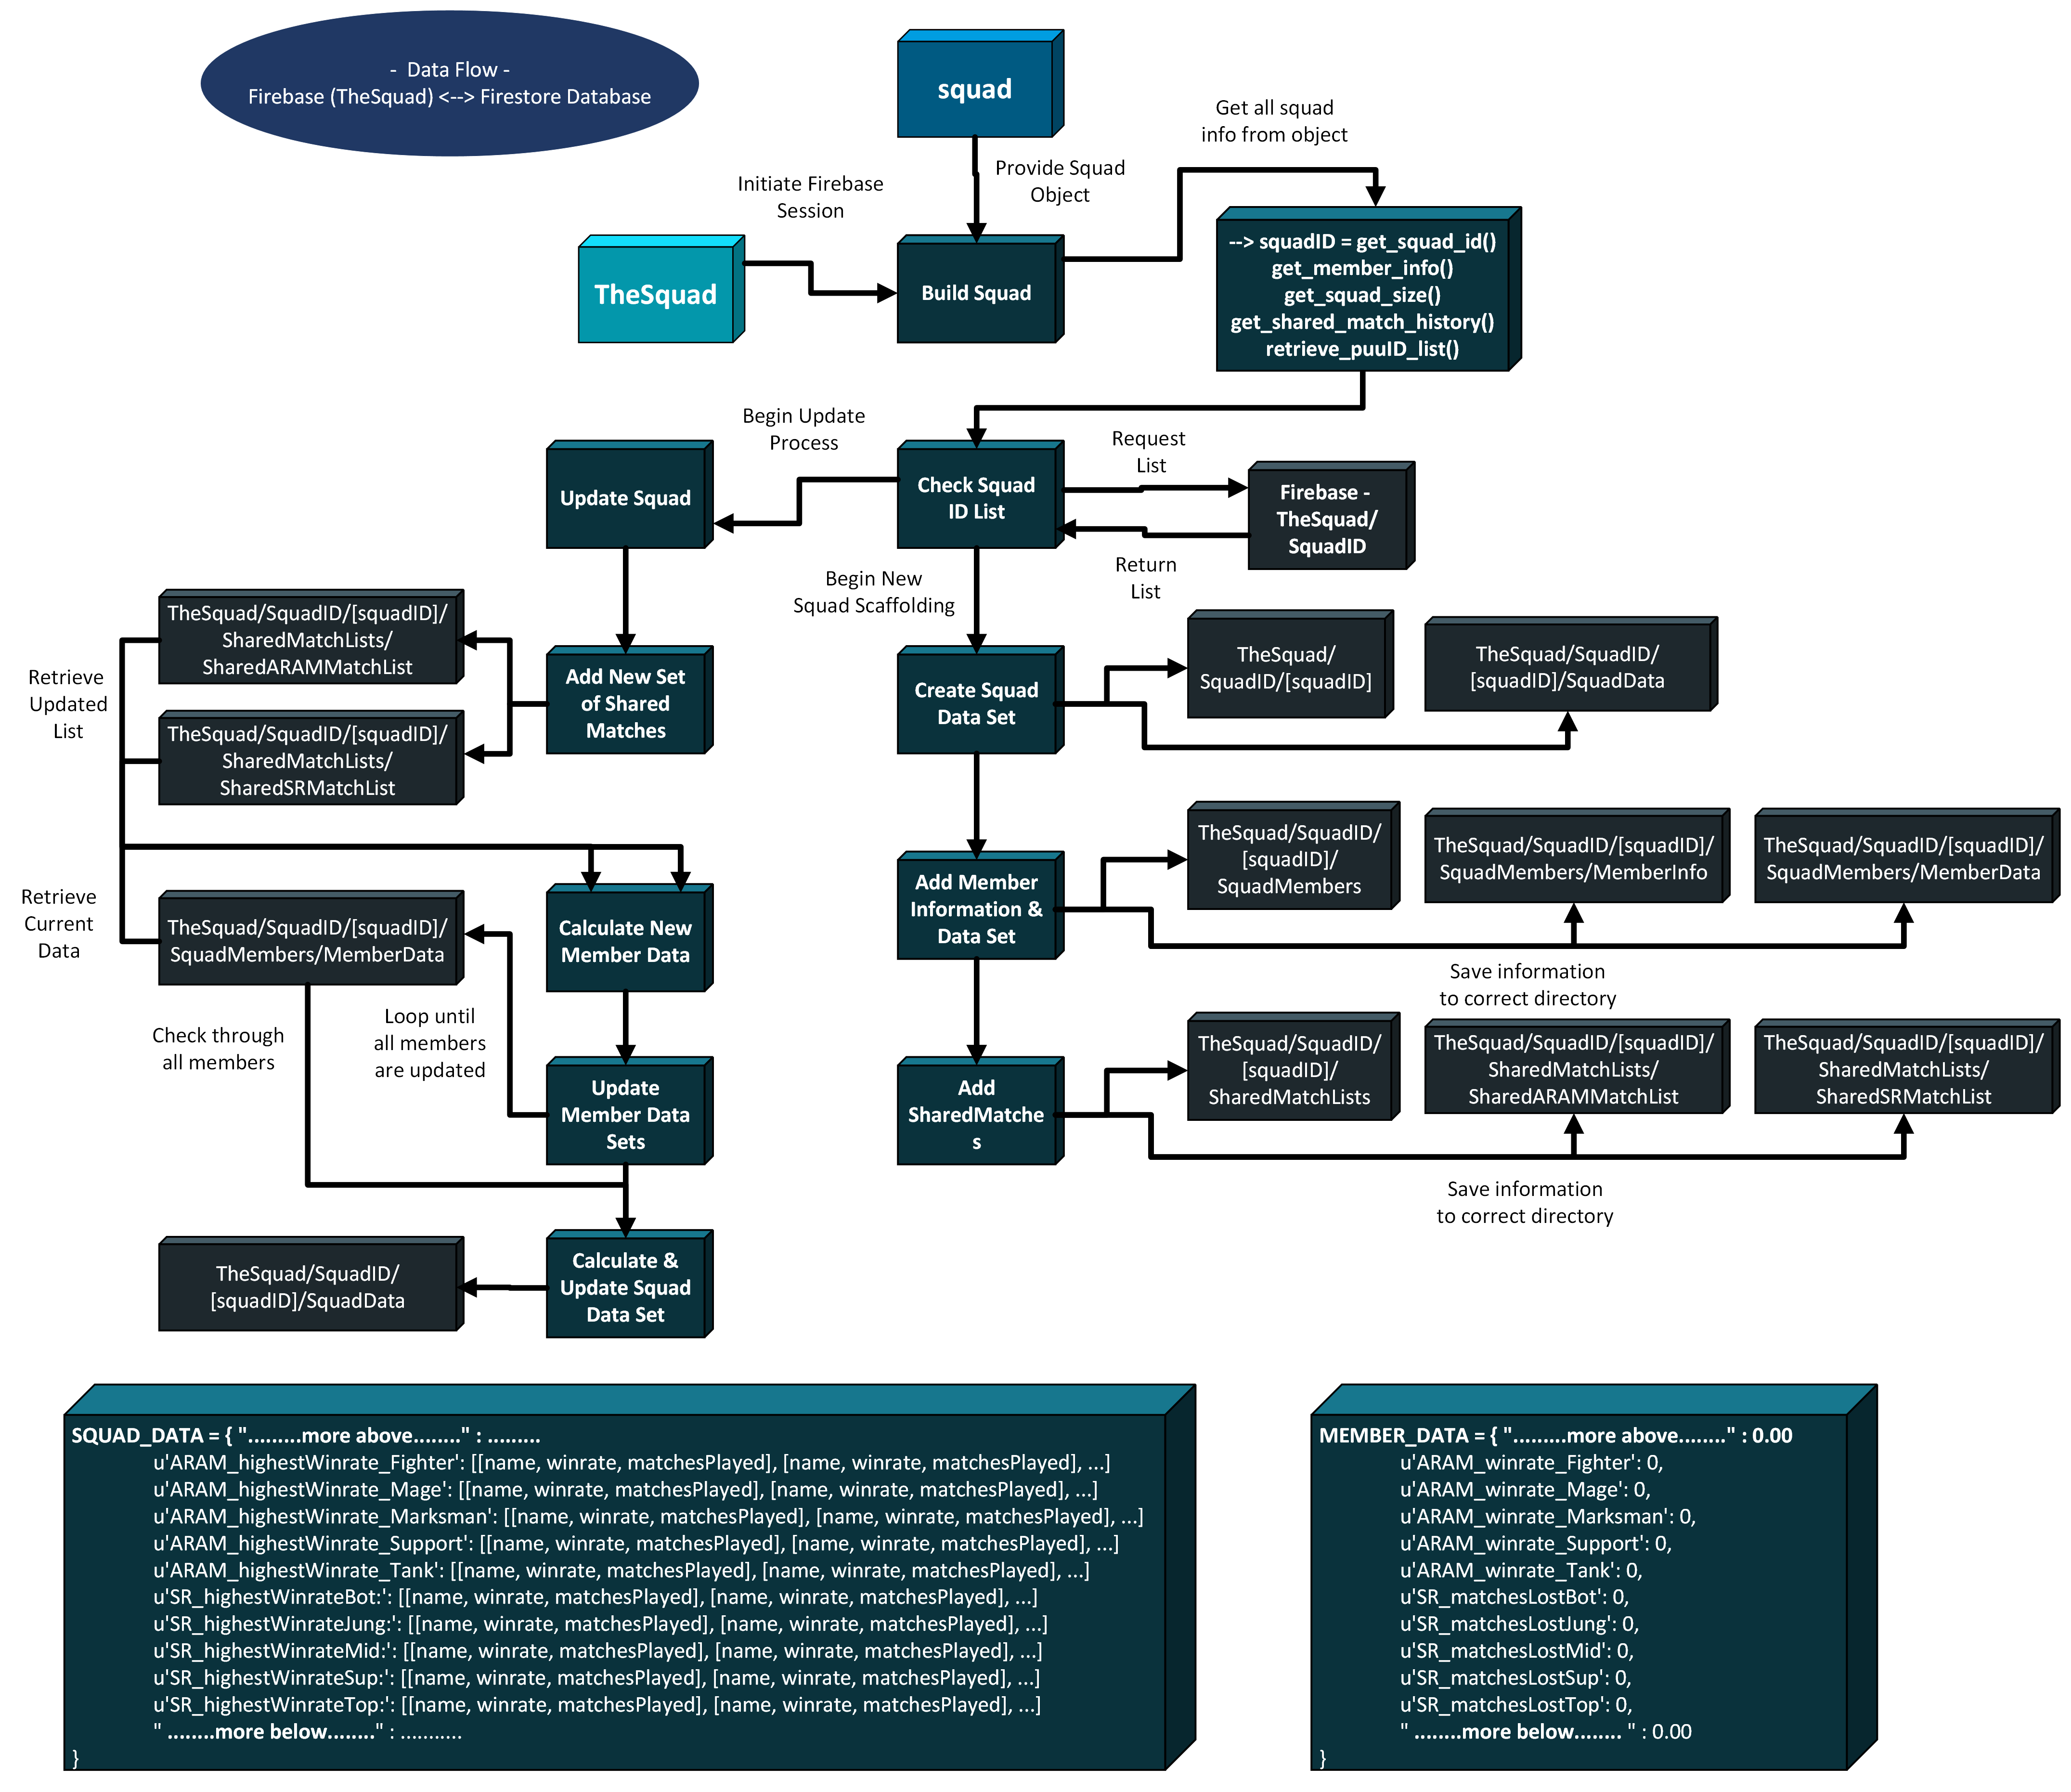 -  Data Flow -
Firebase (TheSquad) <--> Firestore Database
squad
Get all squad
info from object
Provide Squad
Object
Initiate Firebase
Session
TheSquad
Build Squad
--> squadID = get_squad_id()
get_member_info()
get_squad_size()
get_shared_match_history()
retrieve_puuID_list()
Begin Update
Process
Request
List
Update Squad
Check Squad
ID List
Firebase -
TheSquad/
SquadID
Return
List
Begin New
Squad Scaffolding
TheSquad/SquadID/[squadID]/
SharedMatchLists/
SharedARAMMatchList
Retrieve
Updated
List
Add New Set
of Shared
Matches
TheSquad/SquadID/[squadID]/
SharedMatchLists/
SharedSRMatchList
Create Squad
Data Set
TheSquad/
SquadID/[squadID]
TheSquad/SquadID/
[squadID]/SquadData
Retrieve
Current
Data
TheSquad/SquadID/[squadID]/
SquadMembers/MemberData
Calculate New
Member Data
Add Member
Information &
Data Set
TheSquad/SquadID/
[squadID]/
SquadMembers
TheSquad/SquadID/[squadID]/
SquadMembers/MemberInfo
TheSquad/SquadID/[squadID]/
SquadMembers/MemberData
Save information
to correct directory
Check through
all members
Loop until
all members
are updated
Update
Member Data
Sets
Add
SharedMatche
s
TheSquad/SquadID/
[squadID]/
SharedMatchLists
TheSquad/SquadID/[squadID]/
SharedMatchLists/
SharedARAMMatchList
TheSquad/SquadID/[squadID]/
SharedMatchLists/
SharedSRMatchList
Save information
to correct directory
TheSquad/SquadID/
[squadID]/SquadData
Calculate &
Update Squad
Data Set
SQUAD_DATA = { ".........more above........" : .........
u'ARAM_highestWinrate_Fighter': [[name, winrate, matchesPlayed], [name, winrate, matchesPlayed], ...]
u'ARAM_highestWinrate_Mage': [[name, winrate, matchesPlayed], [name, winrate, matchesPlayed], ...]
u'ARAM_highestWinrate_Marksman': [[name, winrate, matchesPlayed], [name, winrate, matchesPlayed], ...]
u'ARAM_highestWinrate_Support': [[name, winrate, matchesPlayed], [name, winrate, matchesPlayed], ...]
u'ARAM_highestWinrate_Tank': [[name, winrate, matchesPlayed], [name, winrate, matchesPlayed], ...]
u'SR_highestWinrateBot:': [[name, winrate, matchesPlayed], [name, winrate, matchesPlayed], ...]
u'SR_highestWinrateJung:': [[name, winrate, matchesPlayed], [name, winrate, matchesPlayed], ...]
u'SR_highestWinrateMid:': [[name, winrate, matchesPlayed], [name, winrate, matchesPlayed], ...]
u'SR_highestWinrateSup:': [[name, winrate, matchesPlayed], [name, winrate, matchesPlayed], ...]
u'SR_highestWinrateTop:': [[name, winrate, matchesPlayed], [name, winrate, matchesPlayed], ...]
" ........more below........" : ...........
}
MEMBER_DATA = { ".........more above........" : 0.00
u'ARAM_winrate_Fighter': 0,
u'ARAM_winrate_Mage': 0,
u'ARAM_winrate_Marksman': 0,
u'ARAM_winrate_Support': 0,
u'ARAM_winrate_Tank': 0,
u'SR_matchesLostBot': 0,
u'SR_matchesLostJung': 0,
u'SR_matchesLostMid': 0,
u'SR_matchesLostSup': 0,
u'SR_matchesLostTop': 0,
" ........more below........ " : 0.00
}